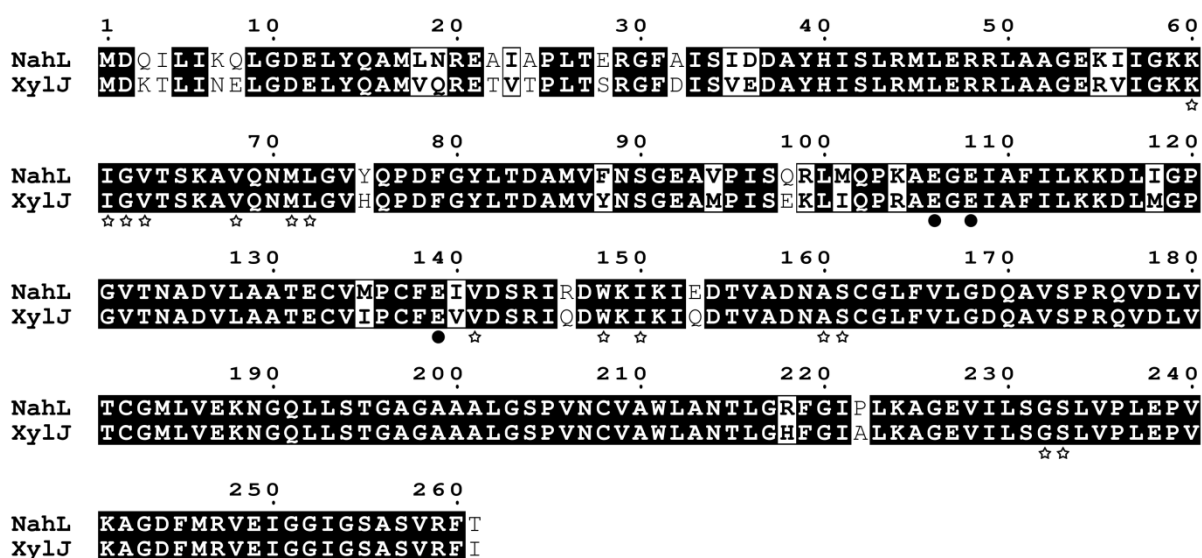 1 10 20 30 40 50 60
NahL MDQILIKQLGDELYQAMLNREAIAPLTERGFAISIDDAYHISLRMLERRLAAGEKIIGKK
XylJ MDKTLINELGDELYQAMVQRETVTPLTSRGFDISVEDAYHISLRMLERRLAAGERVIGKK
70 80 90 100 110 120
NahL IGVTSKAVQNMLGVYQPDFGYLTDAMVFNSGEAVPISQRLMQPKAEGEIAFILKKDLIGP
XylJ IGVTSKAVQNMLGVHQPDFGYLTDAMVYNSGEAMPISEKLIQPRAEGEIAFILKKDLMGP
130 140 150 160 170 180
NahL GVTNADVLAATECVMPCFEIVDSRIRDWKIKIEDTVADNASCGLFVLGDQAVSPRQVDLV
XylJ GVTNADVLAATECVIPCFEVVDSRIQDWKIKIQDTVADNASCGLFVLGDQAVSPRQVDLV
190 200 210 220 230 240
NahL TCGMLVEKNGQLLSTGAGAAALGSPVNCVAWLANTLGRFGIPLKAGEVILSGSLVPLEPV
XylJ TCGMLVEKNGQLLSTGAGAAALGSPVNCVAWLANTLGHFGIALKAGEVILSGSLVPLEPV
250 260
NahL KAGDFMRVEIGGIGSASVRFT
XylJ KAGDFMRVEIGGIGSASVRFI